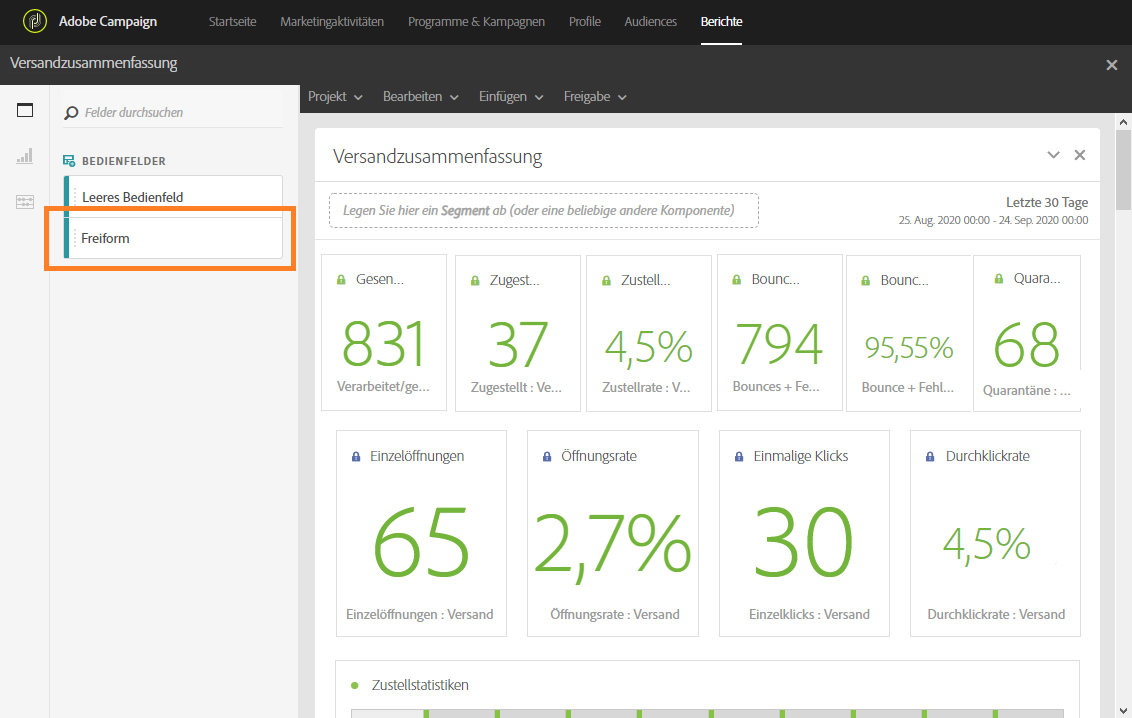 Adobe Campaign Startseite Marketingaktivitäten Programme & Kampagnen Profile Audiences Berichte
Versandzusammenfassung
Projekt Bearbeiten Einfügen Freigabe
Felder durchsuchen
BEDIENFELDER
Leeres Bedienfeld
Freiform
Versandzusammenfassung
Legen Sie hier ein Segment ab (oder eine beliebige andere Komponente)
Letzte 30 Tage
25. Aug. 2020 00:00 - 24. Sep. 2020 00:00
Gesen...
831
Verarbeitet/ge...
Zugest...
37
Zugestellt : Ve...
Zustell...
4,5%
Zustellrate : V...
Bounc...
794
Bounces + Fe...
Bounc...
95,55%
Bounce + Fehl...
Quara...
68
Quarantäne : ...
Einzelöffnungen
65
Einzelöffnungen : Versand
Öffnungsrate
2,7%
Öffnungsrate : Versand
Einmalige Klicks
30
Einzelklicks : Versand
Durchklickrate
4,5%
Durchklickrate : Versand
Zustellstatistiken